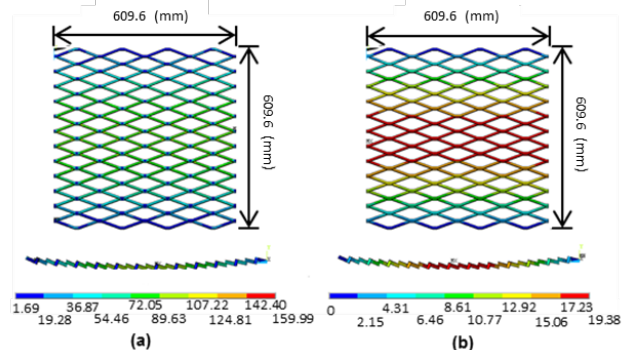 609.6 (mm)
609.6 (mm)
609.6 (mm)
609.6 (mm)
1.69 36.87 72.05 107.22 142.40
19.28 54.46 89.63 124.81 159.99
0 4.31 8.61 12.92 17.23
2.15 6.46 10.77 15.06 19.38
(a)
(b)